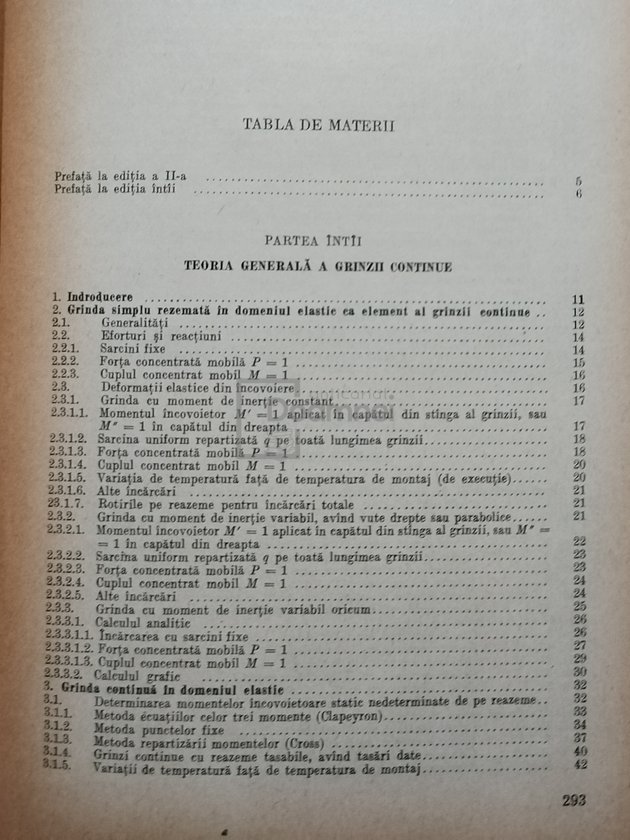 TABLA DE MATERII
Prefață la ediția a II-a ........ 5
Prefață la ediția întîi ........ 6
PARTEA ÎNTÎI
TEORIA GENERALĂ A GRINZII CONTINUE
1. Indroducere ........ 11
2. Grinda simplu rezemată în domeniul elastic ca element al grinzii continue .. 12
2.1. Generalități ........ 12
2.2. Eforturi și reacțiuni ........ 14
2.2.1. Sarcini fixe ........ 14
2.2.2. Forța concentrată mobilă P = 1 ........ 15
2.2.3. Cuplul concentrat mobil M = 1 ........ 16
2.3. Deformații elastice din încovoiere ........ 16
2.3.1. Grinda cu moment de inerție constant ........ 17
2.3.1.1. Momentul încovoietor M′ = 1 aplicat în capătul din stînga al grinzii, sau
M″ = 1 în capătul din dreapta ........ 17
2.3.1.2. Sarcina uniform repartizată q pe toată lungimea grinzii ........ 18
2.3.1.3. Forța concentrată mobilă P = 1 ........ 18
2.3.1.4. Cuplul concentrat mobil M = 1 ........ 20
2.3.1.5. Variația de temperatură față de temperatura de montaj (de execuție) ........ 20
2.3.1.6. Alte încărcări ........ 21
23.1.7. Rotirile pe reazeme pentru încărcări totale ........ 21
2.3.2. Grinda cu moment de inerție variabil, avînd vute drepte sau parabolice ...... 21
2.3.2.1. Momentul încovoietor M′ = 1 aplicat în capătul din stînga al grinzii, sau M″ =
= 1 în capătul din dreapta ........ 22
2.3.2.2. Sarcina uniform repartizată q pe toată lungimea grinzii ........ 23
2.3.2.3. Forța concentrată mobilă P = 1 ........ 23
2.3.2.4. Cuplul concentrat mobil M = 1 ........ 24
2.3.2.5. Alte încărcări ........ 24
2.3.3. Grinda cu moment de inerție variabil oricum ........ 25
2.3.3.1. Calculul analitic ........ 26
2.3.3.1.1. Încărcarea cu sarcini fixe ........ 26
2.3.3.1.2. Forța concentrată mobilă P = 1 ........ 27
2.3.3.1.3. Cuplul concentrat mobil M = 1 ........ 29
2.3.3.2. Calculul grafic ........ 30
3. Grinda continuă în domeniul elastic ........ 32
3.1. Determinarea momentelor încovoietoare static nedeterminate de pe reazeme .. 32
3.1.1. Metoda ecuațiilor celor trei momente (Clapeyron) ........ 33
3.1.2. Metoda punctelor fixe ........ 34
3.1.3. Metoda repartizării momentelor (Cross) ........ 37
3.1.4. Grinzi continue cu reazeme tasabile, avînd tasări date ........ 40
3.1.5. Variații de temperatură față de temperatura de montaj ........ 42
293